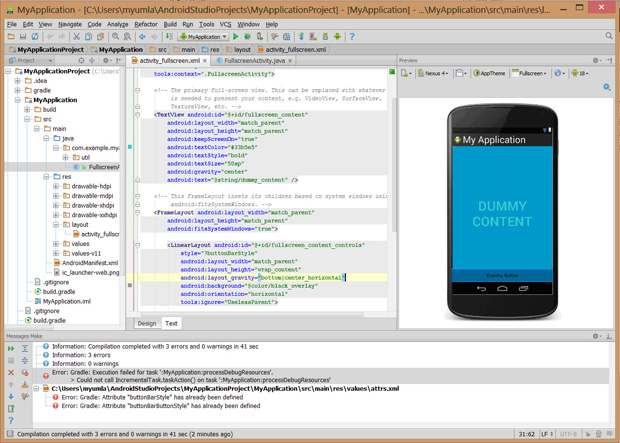 MyApplication - [C:\Users\myumla\AndroidStudioProjects\MyApplicationProject] - [MyApplication] - ...\MyApplication\src\main\res\l...
File Edit View Navigate Code Analyze Refactor Build Run Tools VCS Window Help
MyApplication
MyApplicationProject MyApplication src main res layout activity_fullscreen.xml
Project
activity_fullscreen.xml
FullscreenActivity.java
MyApplicationProject
.idea
gradle
MyApplication
build
src
main
java
com.example.mya
util
FullscreenA
res
drawable-hdpi
drawable-mdpi
drawable-xhdpi
drawable-xxhdpi
layout
activity_fulls
values
values-v11
AndroidManifest.xml
ic_launcher-web.png
.gitignore
build.gradle
MyApplication.iml
.gitignore
build.gradle
tools:context=".FullscreenActivity">
<!-- The primary full-screen view. This can be replaced with whatever
is needed to present your content, e.g. VideoView, SurfaceView,
TextureView, etc. -->
<TextView android:id="@+id/fullscreen_content"
android:layout_width="match_parent"
android:layout_height="match_parent"
android:keepScreenOn="true"
android:textColor="#33b5e5"
android:textStyle="bold"
android:textSize="50sp"
android:gravity="center"
android:text="@string/dummy_content" />
<!-- This FrameLayout insets its children based on system windows using
android:fitsSystemWindows. -->
<FrameLayout android:layout_width="match_parent"
android:layout_height="match_parent"
android:fitsSystemWindows="true">
<LinearLayout android:id="@+id/fullscreen_content_controls"
style="?buttonBarStyle"
android:layout_width="match_parent"
android:layout_height="wrap_content"
android:layout_gravity="bottom|center_horizontal"
android:background="@color/black_overlay"
android:orientation="horizontal"
tools:ignore="UselessParent">
Design Text
Preview
Nexus 4 AppTheme Fullscreen 18
My Application
DUMMY
CONTENT
Dummy Button
Messages Make
Information: Compilation completed with 3 errors and 0 warnings in 41 sec
Information: 3 errors
Information: 0 warnings
Error: Gradle: Execution failed for task ':MyApplication:processDebugResources'.
> Could not call IncrementalTask.taskAction() on task ':MyApplication:processDebugResources'
C:\Users\myumla\AndroidStudioProjects\MyApplicationProject\MyApplication\src\main\res\values\attrs.xml
Error: Gradle: Attribute "buttonBarStyle" has already been defined
Error: Gradle: Attribute "buttonBarButtonStyle" has already been defined
Compilation completed with 3 errors and 0 warnings in 41 sec (2 minutes ago)
31:62 LF UTF-8